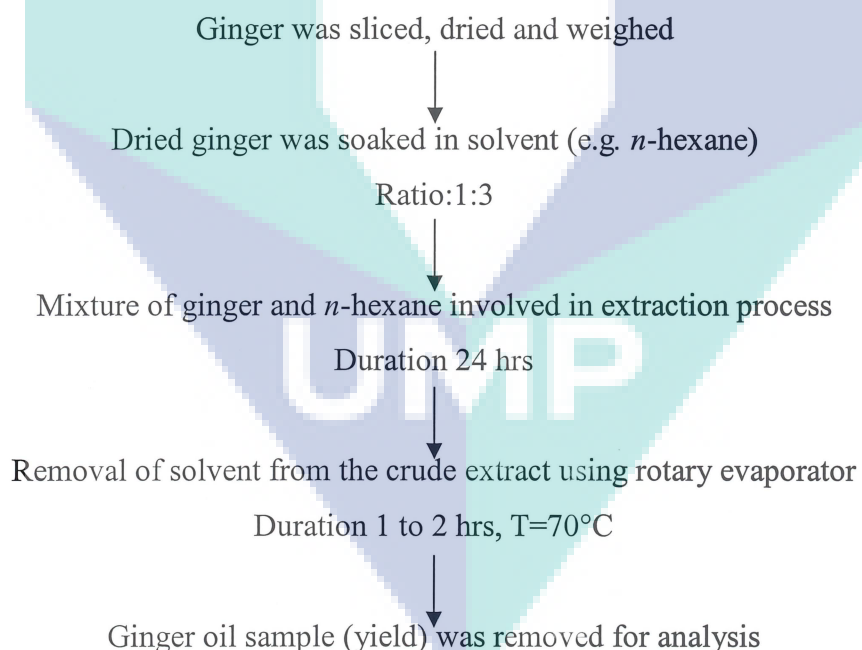 Ginger was sliced, dried and weighed
Dried ginger was soaked in solvent (e.g. n-hexane)
Ratio:1:3
Mixture of ginger and n-hexane involved in extraction process
UMP
Duration 24 hrs
Removal of solvent from the crude extract using rotary evaporator
Duration 1 to 2 hrs, T=70°C
Ginger oil sample (yield) was removed for analysis